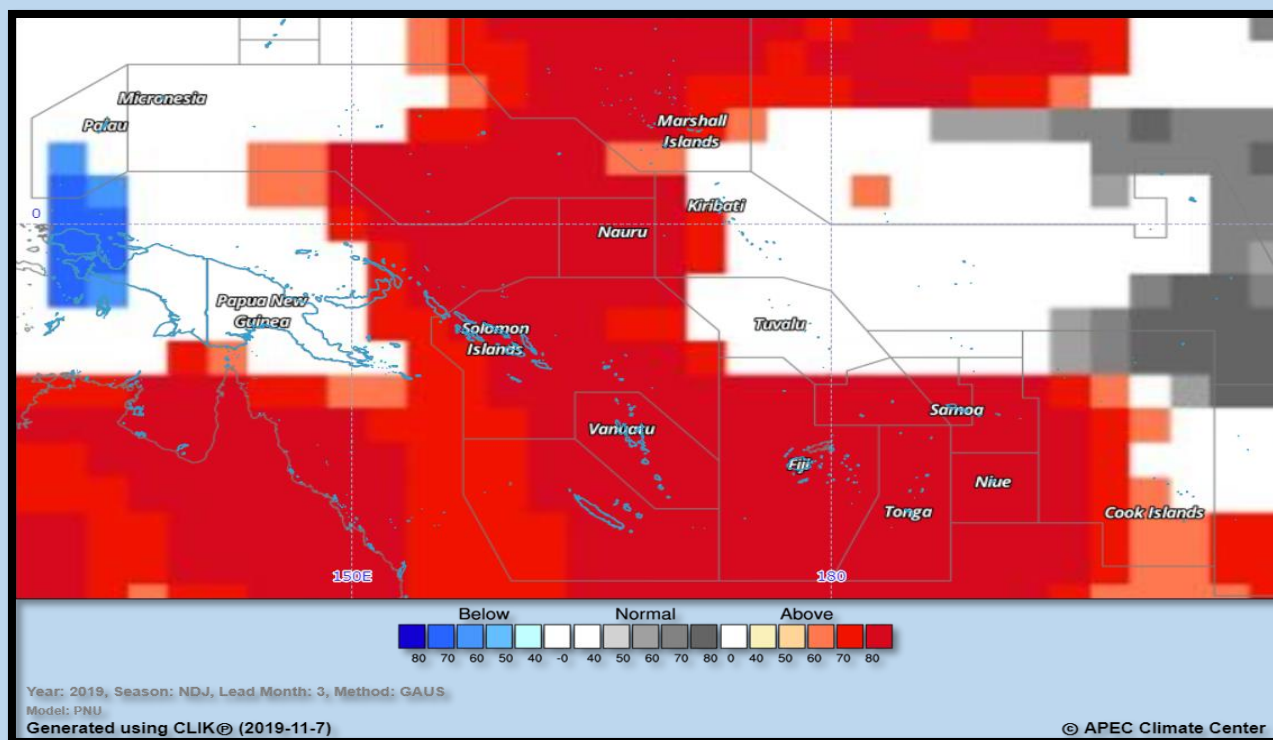 Micronesia
Palau
Marshall
Islands
0
Kiribati
Nauru
Papua New
Guinea
Solomon
Islands
Tuvalu
Samoa
Vanuatu
Fiji
Niue
Tonga
Cook Islands
150E
180
Below Normal Above
80 70 60 50 40 -0 40 50 60 70 80 0 40 50 60 70 80
Year: 2019, Season: NDJ, Lead Month: 3, Method: GAUS
Model: PNU
Generated using CLIK℗ (2019-11-7)
© APEC Climate Center